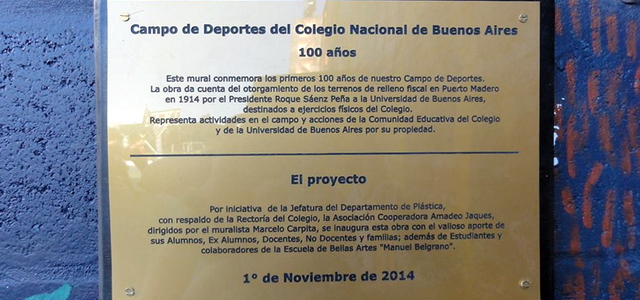 Campo de Deportes del Colegio Nacional de Buenos Aires
100 años
Este mural conmemora los primeros 100 años de nuestro Campo de Deportes.
La obra da cuenta del otorgamiento de los terrenos de relleno fiscal en Puerto Madero
en 1914 por el Presidente Roque Sáenz Peña a la Universidad de Buenos Aires,
destinados a ejercicios físicos del Colegio.
Representa actividades en el campo y acciones de la Comunidad Educativa del Colegio
y de la Universidad de Buenos Aires por su propiedad.
El proyecto
Por iniciativa de la Jefatura del Departamento de Plástica,
con respaldo de la Rectoría del Colegio, la Asociación Cooperadora Amadeo Jaques,
dirigidos por el muralista Marcelo Carpita, se inaugura esta obra con el valioso aporte de
sus Alumnos, Ex Alumnos, Docentes, No Docentes y familias; además de Estudiantes y
colaboradores de la Escuela de Bellas Artes "Manuel Belgrano".
1° de Noviembre de 2014